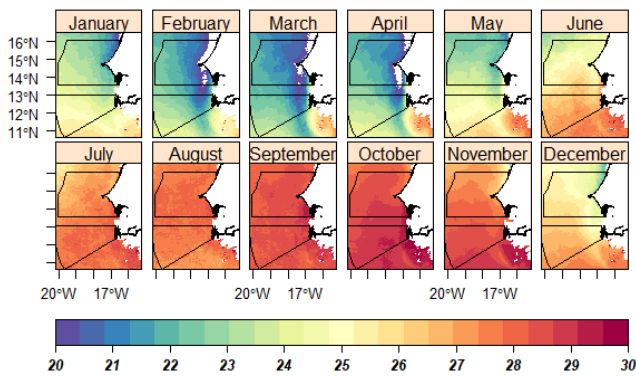 January February March April May June
16°N
15°N
14°N
13°N
12°N
11°N
July August September October November December
20°W 17°W 20°W 17°W 20°W 17°W
20 21 22 23 24 25 26 27 28 29 30